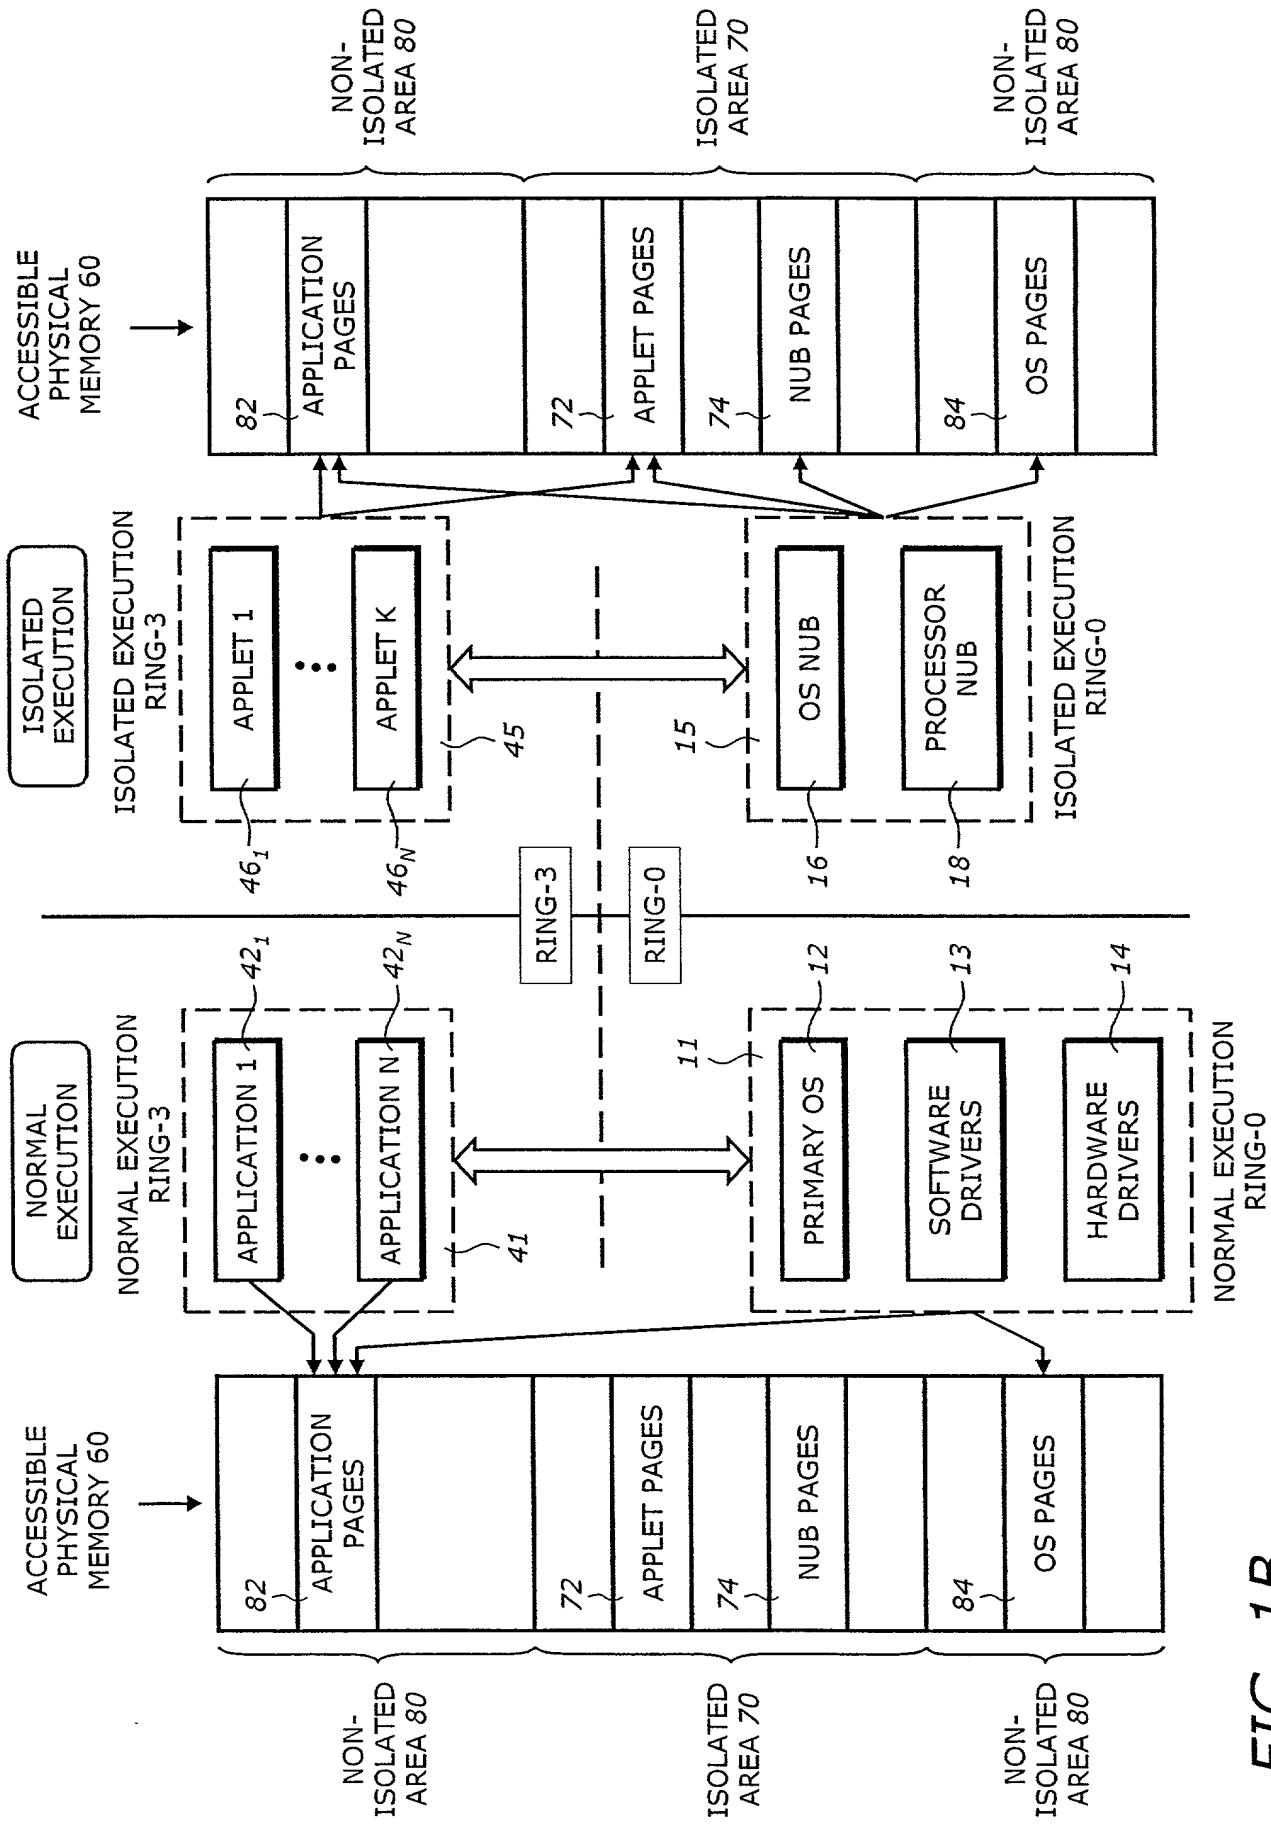 NORMAL
EXECUTION
ISOLATED
EXECUTION
ACCESSIBLE
PHYSICAL
MEMORY 60
NORMAL EXECUTION
RING-3
ISOLATED EXECUTION
RING-3
ACCESSIBLE
PHYSICAL
MEMORY 60
NON-
ISOLATED
AREA 80
82
APPLICATION
PAGES
APPLICATION 1
42₁
APPLICATION N
42_N
41
46₁
APPLET 1
46_N
APPLET K
45
82
APPLICATION
PAGES
NON-
ISOLATED
AREA 80
RING-3
RING-0
ISOLATED
AREA 70
72
APPLET PAGES
74
NUB PAGES
72
APPLET PAGES
74
NUB PAGES
ISOLATED
AREA 70
11
PRIMARY OS
12
SOFTWARE
DRIVERS
13
HARDWARE
DRIVERS
14
15
16
OS NUB
18
PROCESSOR
NUB
NON-
ISOLATED
AREA 80
84
OS PAGES
84
OS PAGES
NON-
ISOLATED
AREA 80
NORMAL EXECUTION
RING-0
ISOLATED EXECUTION
RING-0
FIG. 1B